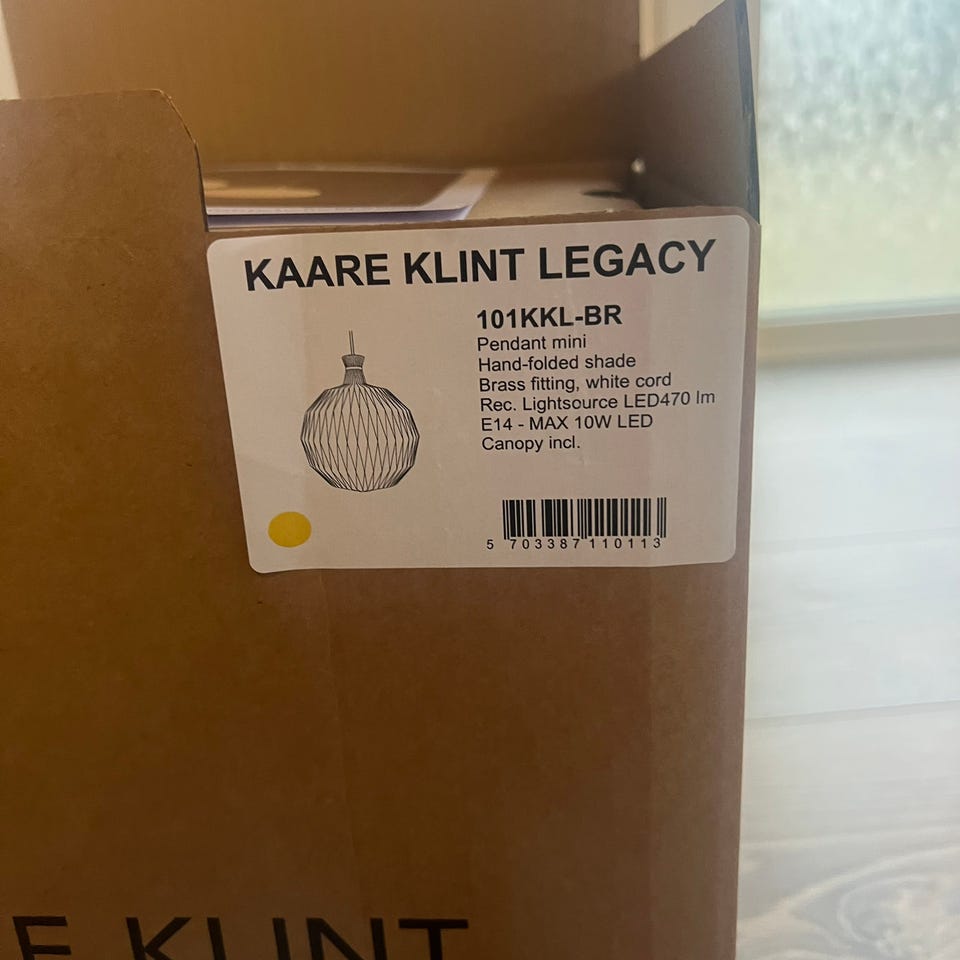 KAARE KLINT LEGACY
101KKL-BR
Pendant mini
Hand-folded shade
Brass fitting, white cord
Rec. Lightsource LED470 lm
E14 - MAX 10W LED
Canopy incl.
5 703387 110113
E KLINT